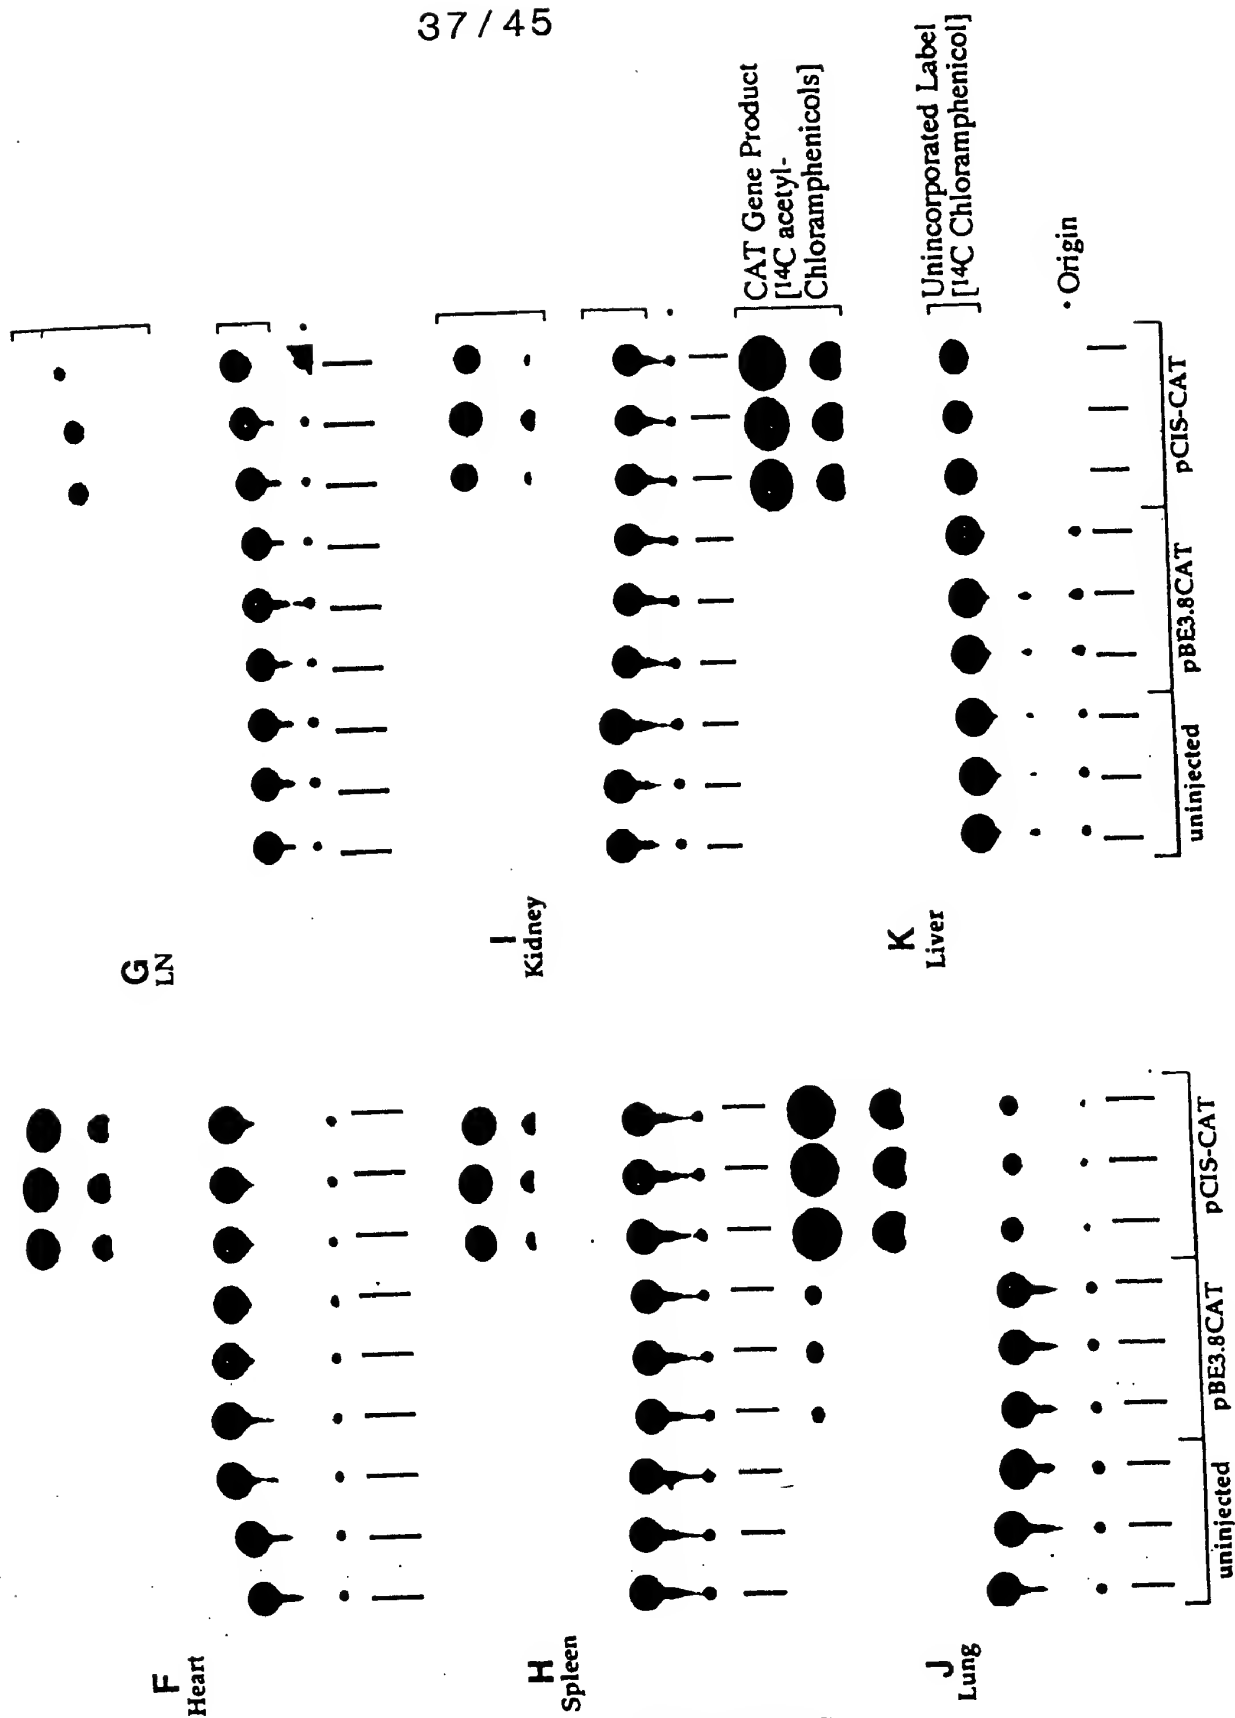 37/45
G
LN
CAT Gene Product
[14C acetyl-
Chloramphenicols]
I
Kidney
Unincorporated Label
[14C Chloramphenicol]
K
Liver
•Origin
uninjected
pBE3.8CAT
pCIS-CAT
F
Heart
H
Spleen
J
Lung
uninjected
pBE3.8CAT
pCIS-CAT